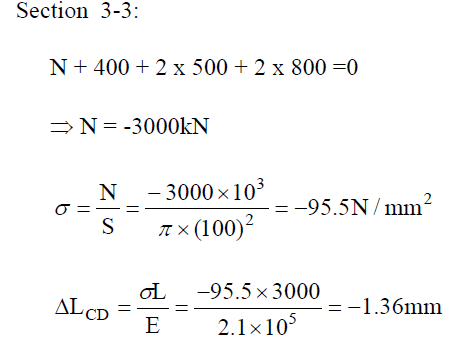 Section 3-3:
N + 400 + 2 x 500 + 2 x 800 =0
⇒ N = -3000kN
σ = N/S = (−3000×10³)/(π×(100)²) = −95.5N/mm²
ΔL_CD = σL/E = (−95.5×3000)/(2.1×10⁵) = −1.36mm